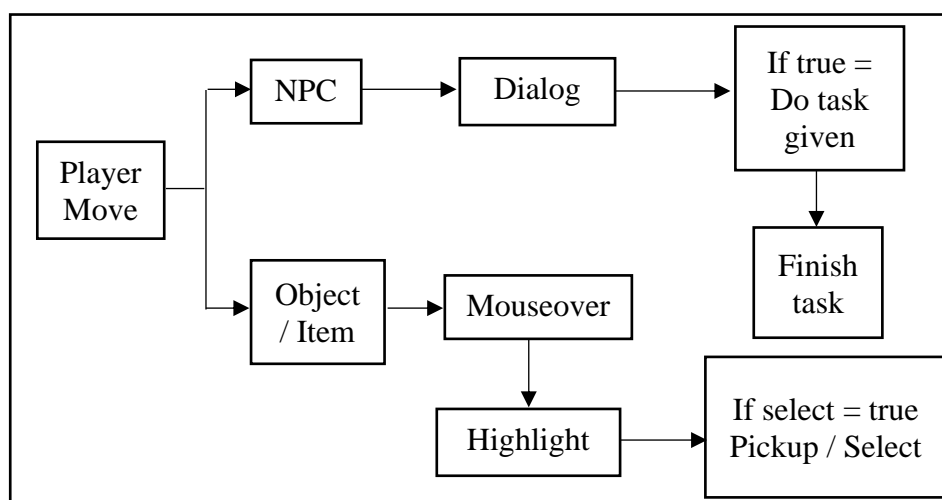 Player
Move
NPC
Dialog
If true =
Do task
given
Finish
task
Object
/ Item
Mouseover
Highlight
If select = true
Pickup / Select